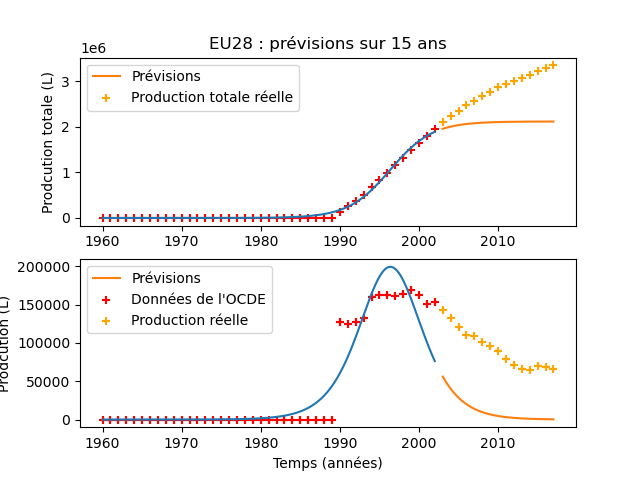 EU28 : prévisions sur 15 ans
1e6
Prodcution totale (L)
3
2
1
0
Prévisions
Production totale réelle
1960 1970 1980 1990 2000 2010
Prodcution (L)
200000
150000
100000
50000
0
Prévisions
Données de l'OCDE
Production réelle
1960 1970 1980 1990 2000 2010
Temps (années)